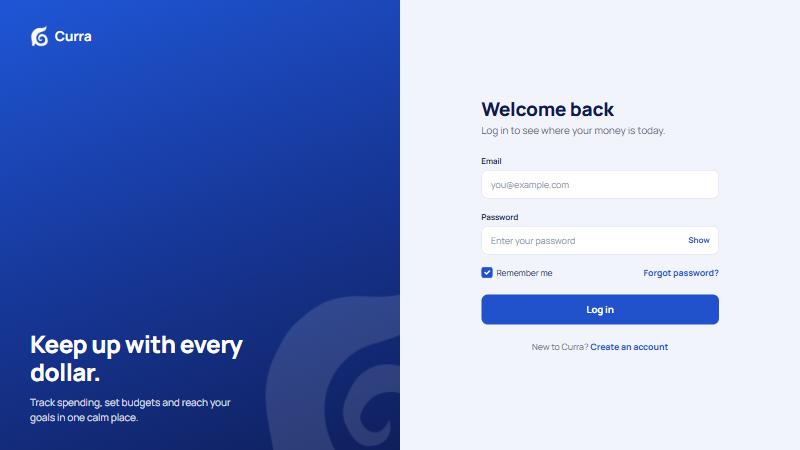 Curra
Keep up with every
dollar.
Track spending, set budgets and reach your
goals in one calm place.
Welcome back
Log in to see where your money is today.
Email
you@example.com
Password
Enter your password Show
Remember me Forgot password?
Log in
New to Curra? Create an account